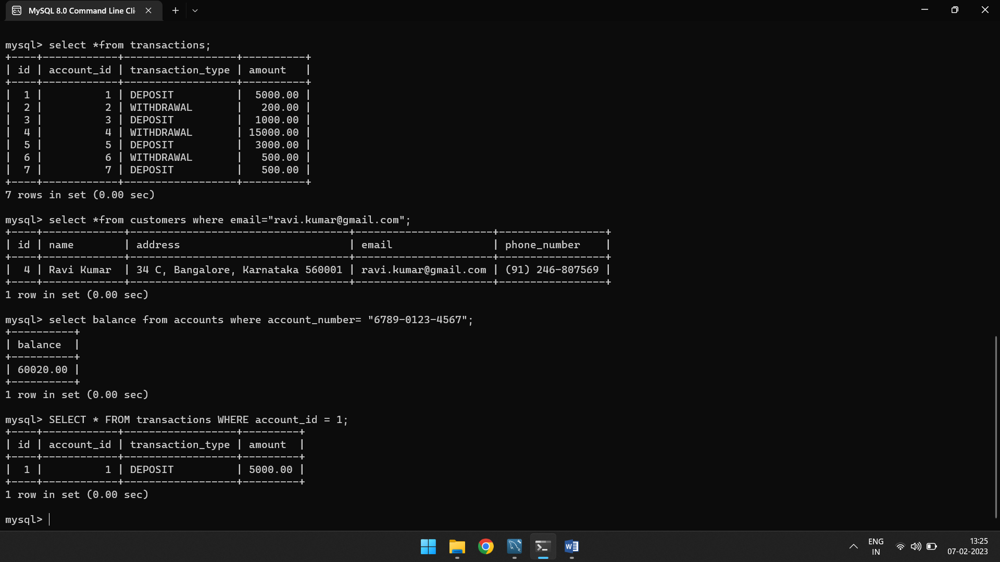 MySQL 8.0 Command Line Cli
mysql> select *from transactions;
+----+------------+------------------+----------+
| id | account_id | transaction_type | amount   |
+----+------------+------------------+----------+
|  1 |          1 | DEPOSIT          |  5000.00 |
|  2 |          2 | WITHDRAWAL       |   200.00 |
|  3 |          3 | DEPOSIT          |  1000.00 |
|  4 |          4 | WITHDRAWAL       | 15000.00 |
|  5 |          5 | DEPOSIT          |  3000.00 |
|  6 |          6 | WITHDRAWAL       |   500.00 |
|  7 |          7 | DEPOSIT          |   500.00 |
+----+------------+------------------+----------+
7 rows in set (0.00 sec)
mysql> select *from customers where email="ravi.kumar@gmail.com";
+----+-------------+-----------------------------------+----------------------+-----------------+
| id | name        | address                           | email                | phone_number    |
+----+-------------+-----------------------------------+----------------------+-----------------+
|  4 | Ravi Kumar  | 34 C, Bangalore, Karnataka 560001 | ravi.kumar@gmail.com | (91) 246-807569 |
+----+-------------+-----------------------------------+----------------------+-----------------+
1 row in set (0.00 sec)
mysql> select balance from accounts where account_number= "6789-0123-4567";
+----------+
| balance  |
+----------+
| 60020.00 |
+----------+
1 row in set (0.00 sec)
mysql> SELECT * FROM transactions WHERE account_id = 1;
+----+------------+------------------+---------+
| id | account_id | transaction_type | amount  |
+----+------------+------------------+---------+
|  1 |          1 | DEPOSIT          | 5000.00 |
+----+------------+------------------+---------+
1 row in set (0.00 sec)
mysql>
W
ENG
IN
13:25
07-02-2023